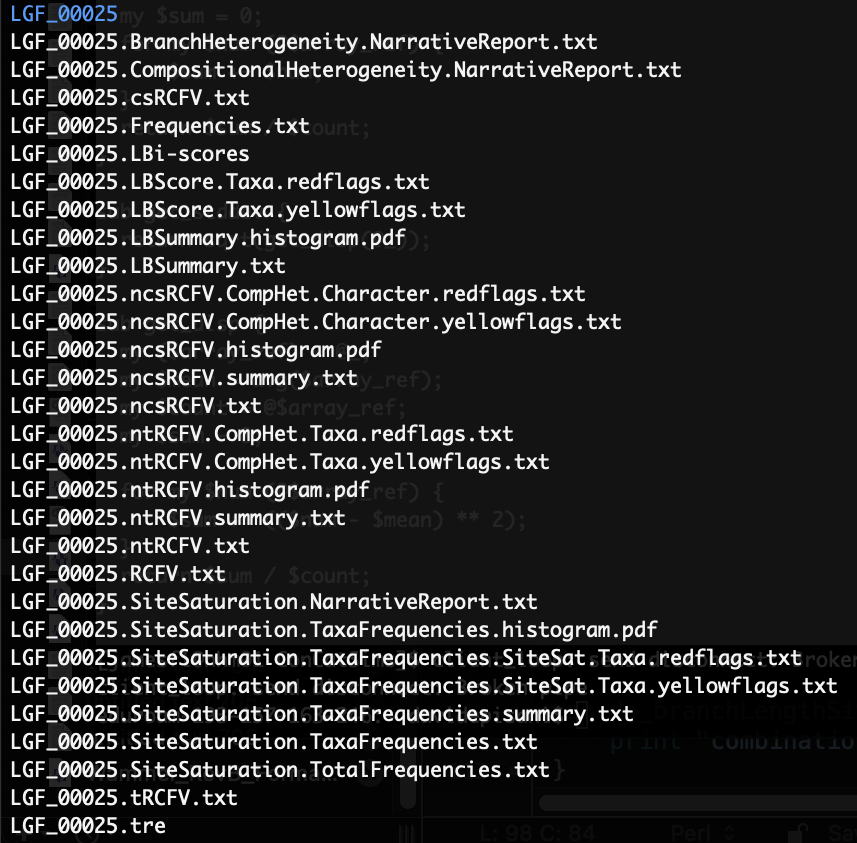 LGF_00025
LGF_00025.BranchHeterogeneity.NarrativeReport.txt
LGF_00025.CompositionalHeterogeneity.NarrativeReport.txt
LGF_00025.csRCFV.txt
LGF_00025.Frequencies.txt
LGF_00025.LBi-scores
LGF_00025.LBScore.Taxa.redflags.txt
LGF_00025.LBScore.Taxa.yellowflags.txt
LGF_00025.LBSummary.histogram.pdf
LGF_00025.LBSummary.txt
LGF_00025.ncsRCFV.CompHet.Character.redflags.txt
LGF_00025.ncsRCFV.CompHet.Character.yellowflags.txt
LGF_00025.ncsRCFV.histogram.pdf
LGF_00025.ncsRCFV.summary.txt
LGF_00025.ncsRCFV.txt
LGF_00025.ntRCFV.CompHet.Taxa.redflags.txt
LGF_00025.ntRCFV.CompHet.Taxa.yellowflags.txt
LGF_00025.ntRCFV.histogram.pdf
LGF_00025.ntRCFV.summary.txt
LGF_00025.ntRCFV.txt
LGF_00025.RCFV.txt
LGF_00025.SiteSaturation.NarrativeReport.txt
LGF_00025.SiteSaturation.TaxaFrequencies.histogram.pdf
LGF_00025.SiteSaturation.TaxaFrequencies.SiteSat.Taxa.redflags.txt
LGF_00025.SiteSaturation.TaxaFrequencies.SiteSat.Taxa.yellowflags.txt
LGF_00025.SiteSaturation.TaxaFrequencies.summary.txt
LGF_00025.SiteSaturation.TaxaFrequencies.txt
LGF_00025.SiteSaturation.TotalFrequencies.txt
LGF_00025.tRCFV.txt
LGF_00025.tre